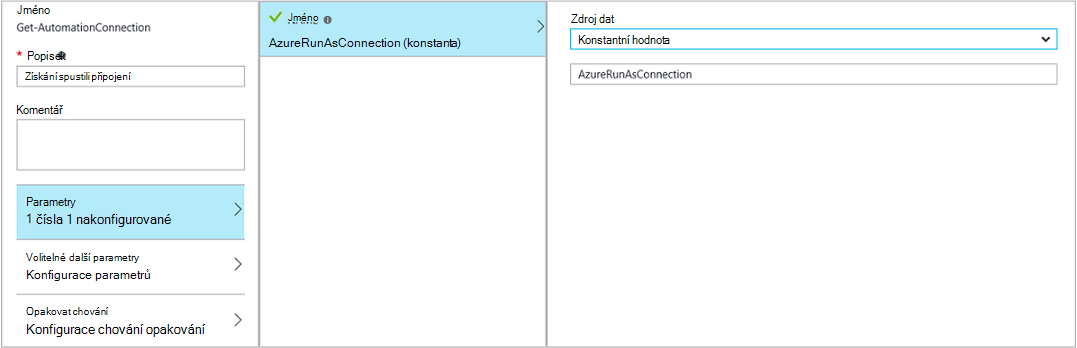 Jméno
Get-AutomationConnection
* Popisek
Získání spustili připojení
Komentář
Parametry
1 čísla 1 nakonfigurované
Volitelné další parametry
Konfigurace parametrů
Opakovat chování
Konfigurace chování opakování
Jméno
AzureRunAsConnection (konstanta)
Zdroj dat
Konstantní hodnota
AzureRunAsConnection